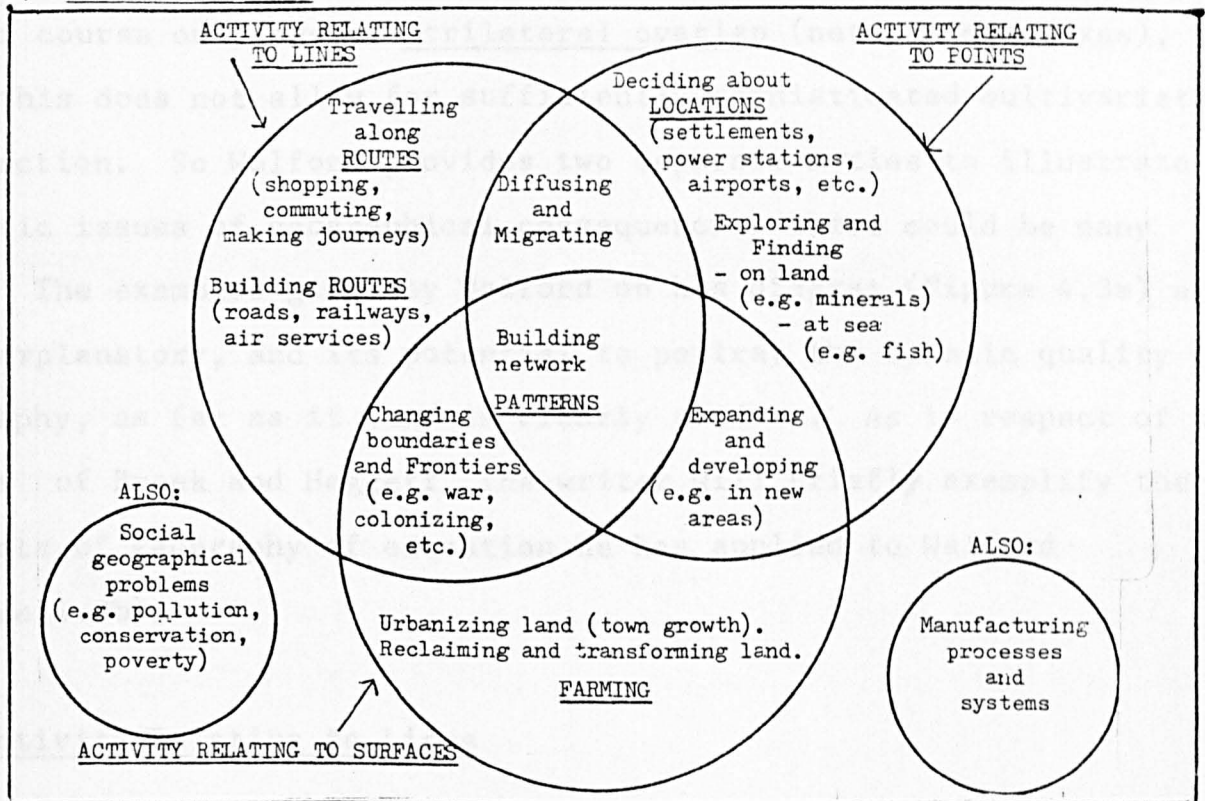 ACTIVITY RELATING
TO LINES
ACTIVITY RELATING
TO POINTS
Travelling
along
ROUTES
(shopping,
commuting,
making journeys)
Building ROUTES
(roads, railways,
air services)
Diffusing
and
Migrating
Deciding about
LOCATIONS
(settlements,
power stations,
airports, etc.)
Exploring and
Finding
- on land
(e.g. minerals)
- at sea
(e.g. fish)
Building
network
PATTERNS
Changing
boundaries
and Frontiers
(e.g. war,
colonizing,
etc.)
Expanding
and
developing
(e.g. in new
areas)
ALSO:
Social
geographical
problems
(e.g. pollution,
conservation,
poverty)
Urbanizing land (town growth).
Reclaiming and transforming land.
FARMING
ACTIVITY RELATING TO SURFACES
ALSO:
Manufacturing
processes
and
systems